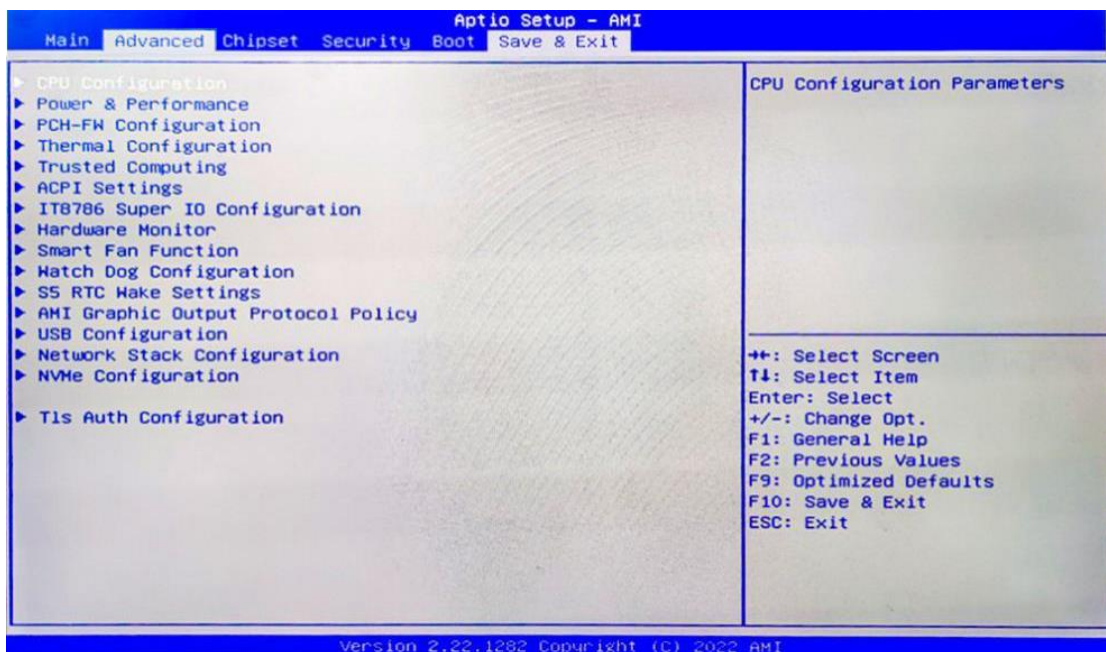 Aptio Setup - AMI
Main Advanced Chipset Security Boot Save & Exit
CPU Configuration
Power & Performance
PCH-FW Configuration
Thermal Configuration
Trusted Computing
ACPI Settings
IT8786 Super IO Configuration
Hardware Monitor
Smart Fan Function
Watch Dog Configuration
S5 RTC Wake Settings
AMI Graphic Output Protocol Policy
USB Configuration
Network Stack Configuration
NVMe Configuration
Tls Auth Configuration
CPU Configuration Parameters
→←: Select Screen
↑↓: Select Item
Enter: Select
+/-: Change Opt.
F1: General Help
F2: Previous Values
F9: Optimized Defaults
F10: Save & Exit
ESC: Exit
Version 2.22.1282 Copyright (C) 2022 AMI